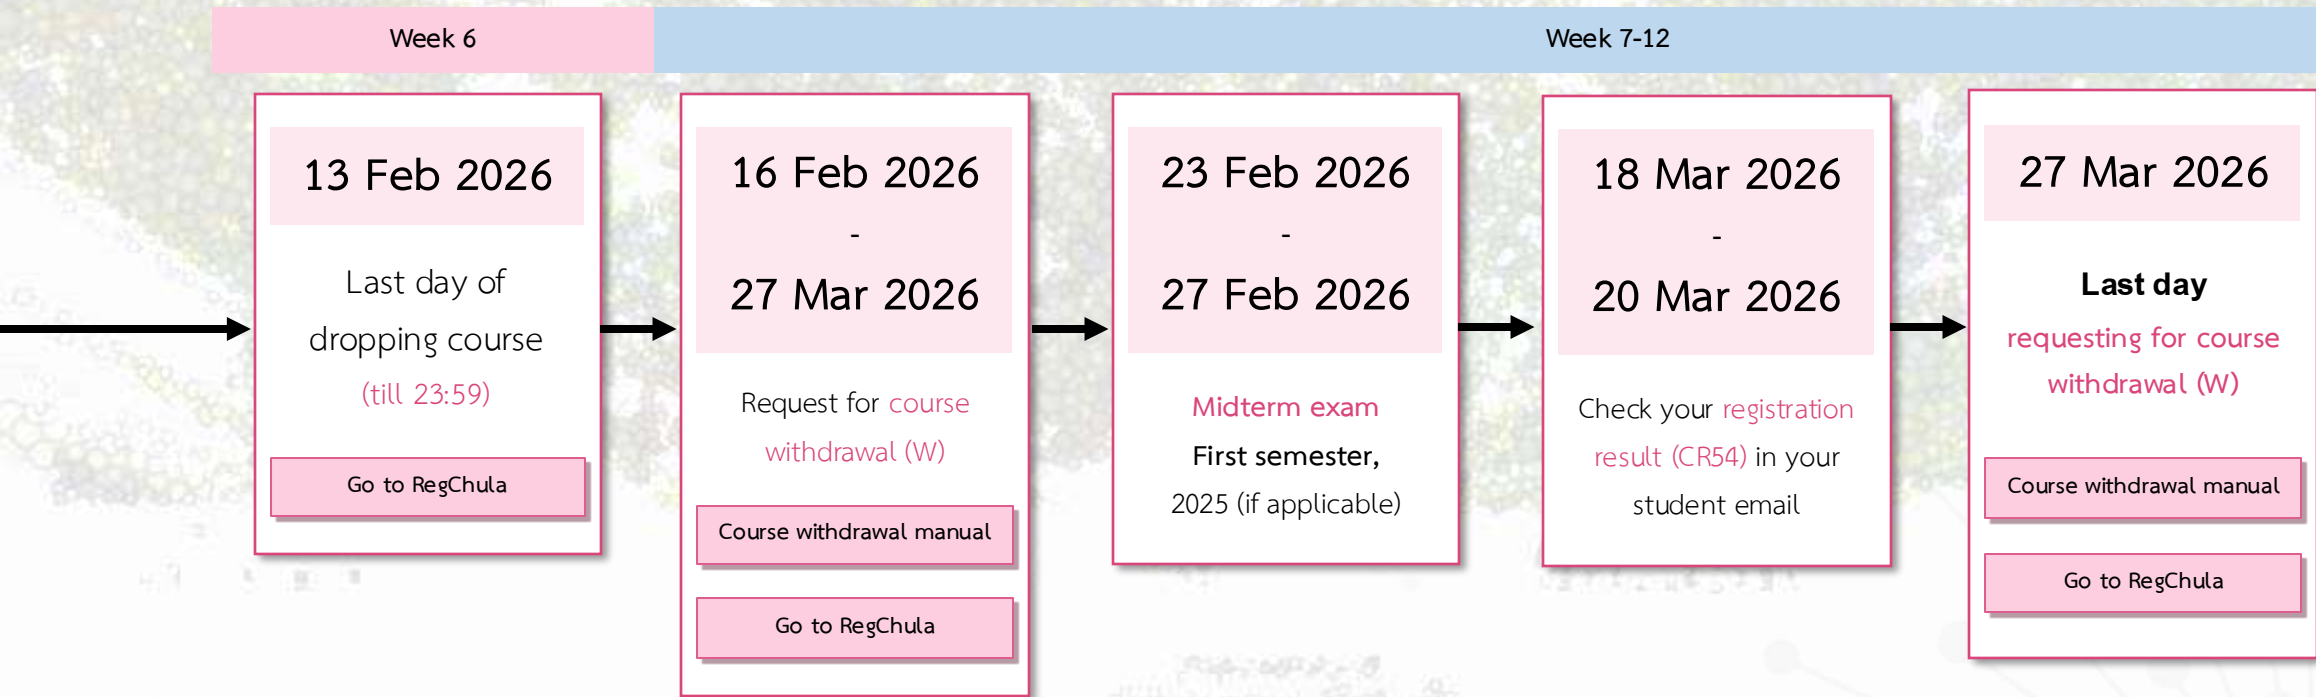 Week 6
Week 7-12
13 Feb 2026
Last day of
dropping course
(till 23:59)
Go to RegChula
16 Feb 2026
-
27 Mar 2026
Request for course
withdrawal (W)
Course withdrawal manual
Go to RegChula
23 Feb 2026
-
27 Feb 2026
Midterm exam
First semester,
2025 (if applicable)
18 Mar 2026
-
20 Mar 2026
Check your registration
result (CR54) in your
student email
27 Mar 2026
Last day
requesting for course
withdrawal (W)
Course withdrawal manual
Go to RegChula